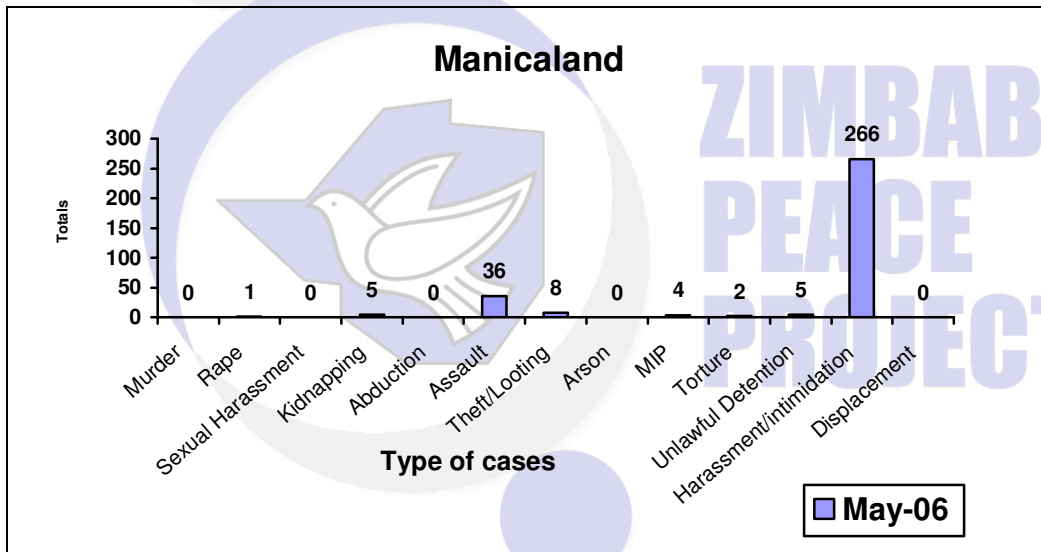 Manicaland
ZIMBAB
PEACE
PROJECT
Totals
300
250
200
150
100
50
0
0 1 0 5 0 36 8 0 4 2 5 266 0
Murder
Rape
Sexual Harassment
Kidnapping
Abduction
Assault
Theft/Looting
Arson
MIP
Torture
Unlawful Detention
Harassment/intimidation
Displacement
Type of cases
May-06